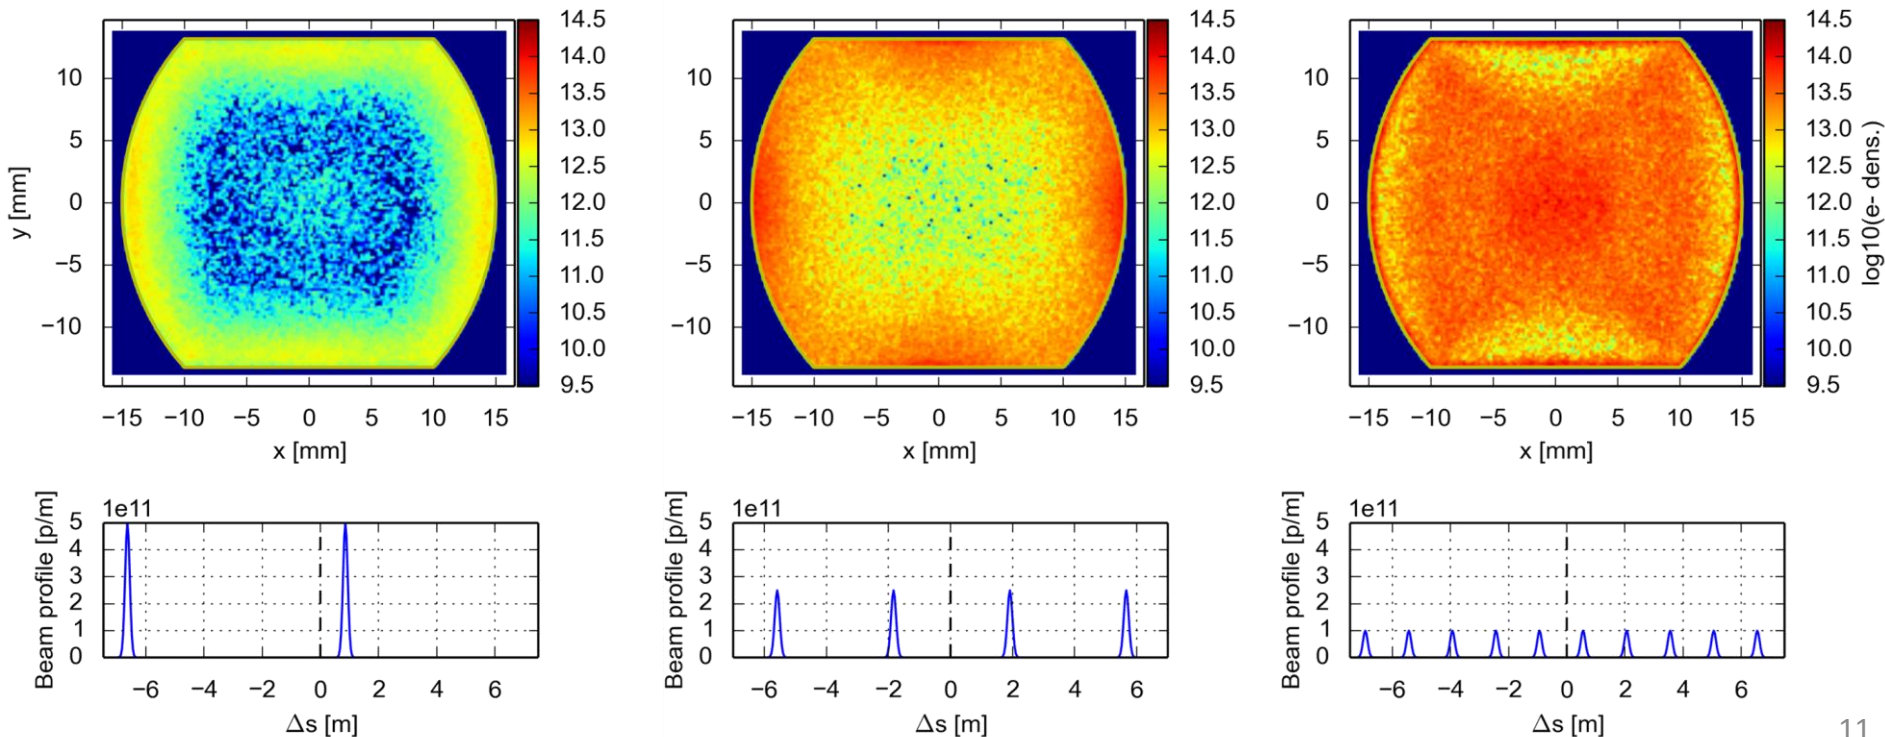 14.5 14.5 14.5
14.0 14.0 14.0
10 13.5 10 13.5 10 13.5
5 13.0 5 13.0 5 13.0
12.5 12.5 12.5
y [mm] 0 12.0 0 12.0 0 12.0 log10(e- dens.)
11.5 11.5 11.5
−5 11.0 −5 11.0 −5 11.0
10.5 10.5 10.5
−10 10.0 −10 10.0 −10 10.0
9.5 9.5 9.5
−15 −10 −5 0 5 10 15 −15 −10 −5 0 5 10 15 −15 −10 −5 0 5 10 15
x [mm] x [mm] x [mm]
1e11 1e11 1e11
5 5 5
4 4 4
3 3 3
Beam profile [p/m] Beam profile [p/m] Beam profile [p/m]
2 2 2
1 1 1
0 0 0
−6 −4 −2 0 2 4 6 −6 −4 −2 0 2 4 6 −6 −4 −2 0 2 4 6
Δs [m] Δs [m] Δs [m]
11